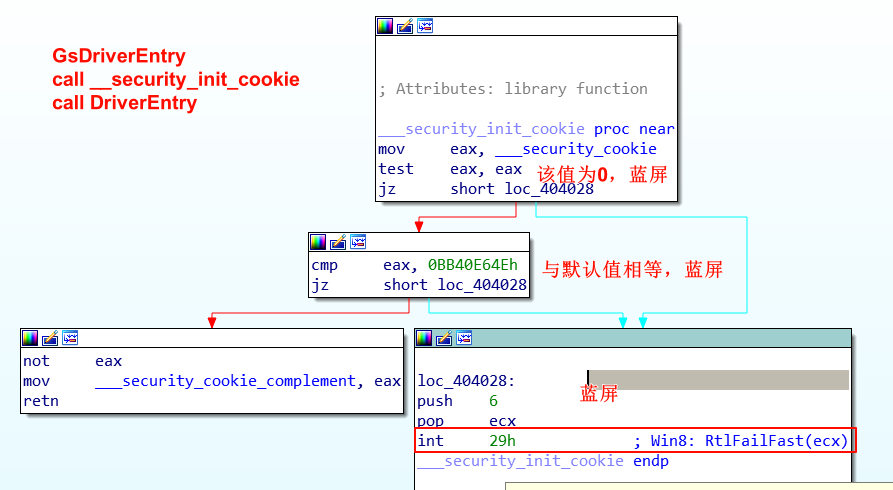 GsDriverEntry
call __security_init_cookie
call DriverEntry
; Attributes: library function
___security_init_cookie proc near
mov eax, ___security_cookie
test eax, eax
该值为0，蓝屏
jz short loc_404028
cmp eax, 0BB40E64Eh
jz short loc_404028
与默认值相等，蓝屏
not eax
mov ___security_cookie_complement, eax
retn
loc_404028:
蓝屏
push 6
pop ecx
int 29h ; Win8: RtlFailFast(ecx)
___security_init_cookie endp